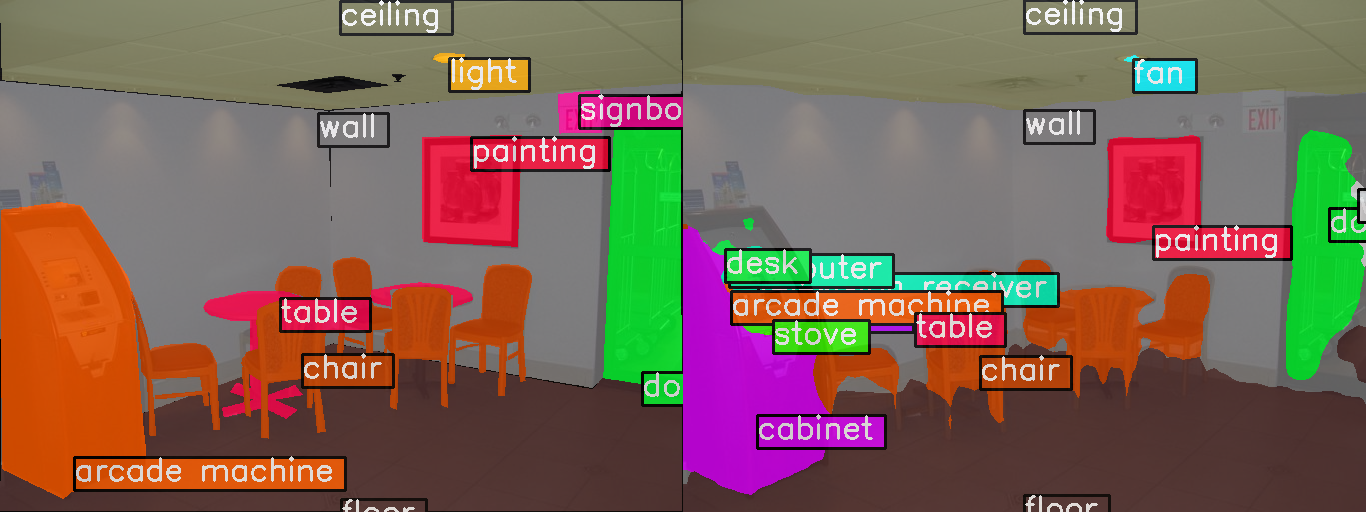 ceiling
light
signbo
wall
painting
table
chair
do
arcade machine
floor
ceiling
fan
wall
EXIT
painting
do
desk
outer
n receiver
arcade machine
stove
table
chair
cabinet
floor